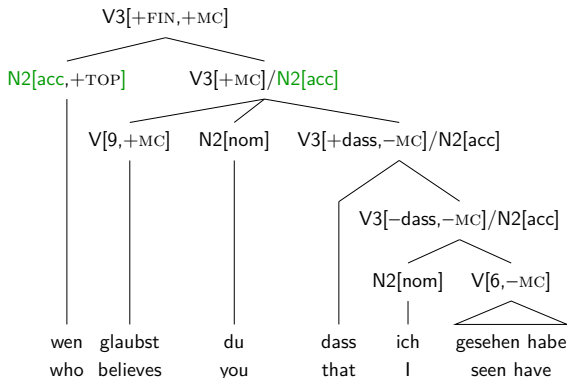 V3[+FIN,+MC]
N2[acc,+TOP] V3[+MC]/N2[acc]
V[9,+MC] N2[nom] V3[+dass,−MC]/N2[acc]
V3[−dass,−MC]/N2[acc]
N2[nom] V[6,−MC]
wen glaubst du dass ich gesehen habe
who believes you that I seen have